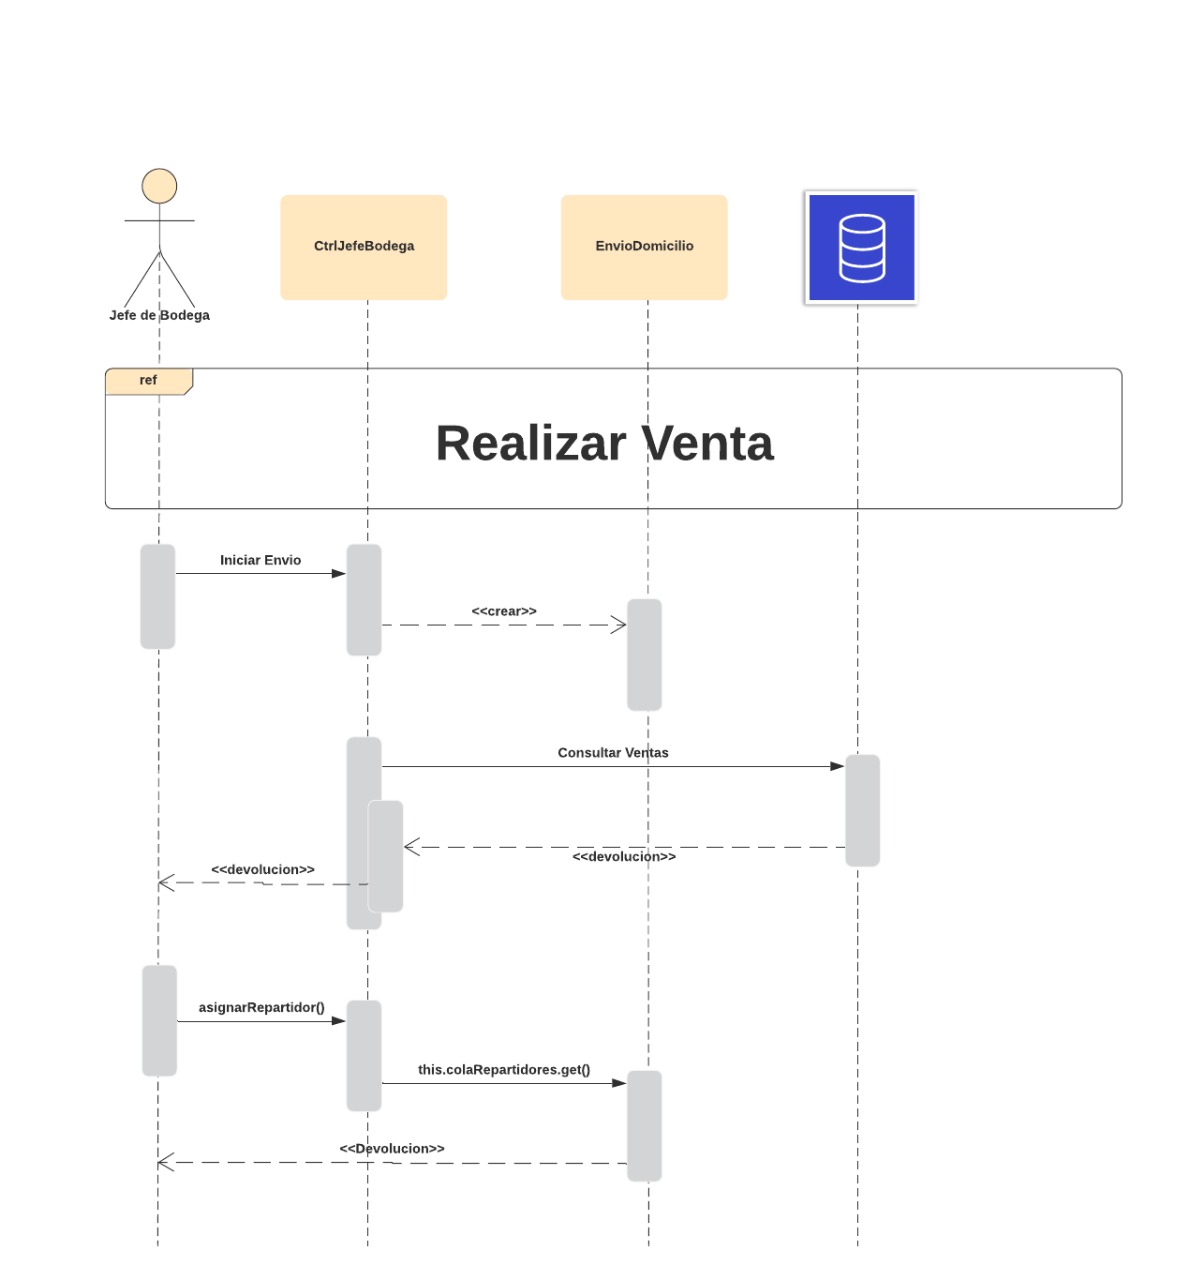 CtrlJefeBodega
EnvioDomicilio
Jefe de Bodega
ref
Realizar Venta
Iniciar Envio
<<crear>>
Consultar Ventas
<<devolucion>>
<<devolucion>>
asignarRepartidor()
this.colaRepartidores.get()
<<Devolucion>>